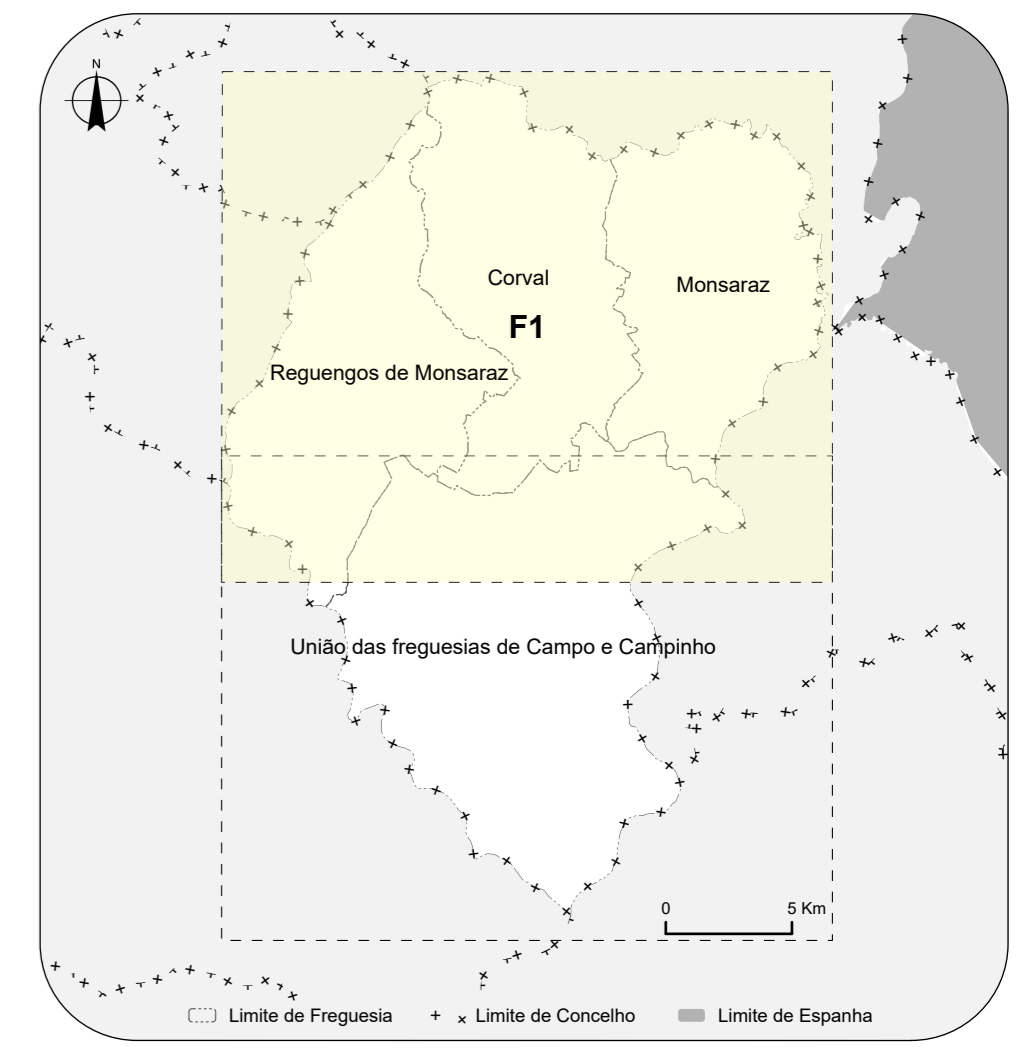 N
Corval
Monsaraz
F1
Reguengos de Monsaraz
União das freguesias de Campo e Campinho
0 5 Km
Limite de Freguesia Limite de Concelho Limite de Espanha